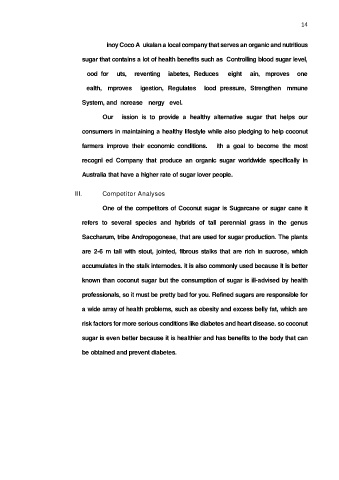 14
Inoy Coco A ukalan a local company that serves an organic and nutritious
sugar that contains a lot of health benefits such as Controlling blood sugar level,
ood for uts, reventing iabetes, Reduces eight ain, mproves one
ealth, mproves igestion, Regulates lood pressure, Strengthen mmune
System, and ncrease nergy evel.
Our ission is to provide a healthy alternative sugar that helps our
consumers in maintaining a healthy lifestyle while also pledging to help coconut
farmers improve their economic conditions. ith a goal to become the most
recogni ed Company that produce an organic sugar worldwide specifically in
Australia that have a higher rate of sugar lover people.
III. Competitor Analyses
One of the competitors of Coconut sugar is Sugarcane or sugar cane it
refers to several species and hybrids of tall perennial grass in the genus
Saccharum, tribe Andropogoneae, that are used for sugar production. The plants
are 2-6 m tall with stout, jointed, fibrous stalks that are rich in sucrose, which
accumulates in the stalk internodes. it is also commonly used because it is better
known than coconut sugar but the consumption of sugar is ill-advised by health
professionals, so it must be pretty bad for you. Refined sugars are responsible for
a wide array of health problems, such as obesity and excess belly fat, which are
risk factors for more serious conditions like diabetes and heart disease. so coconut
sugar is even better because it is healthier and has benefits to the body that can
be obtained and prevent diabetes.